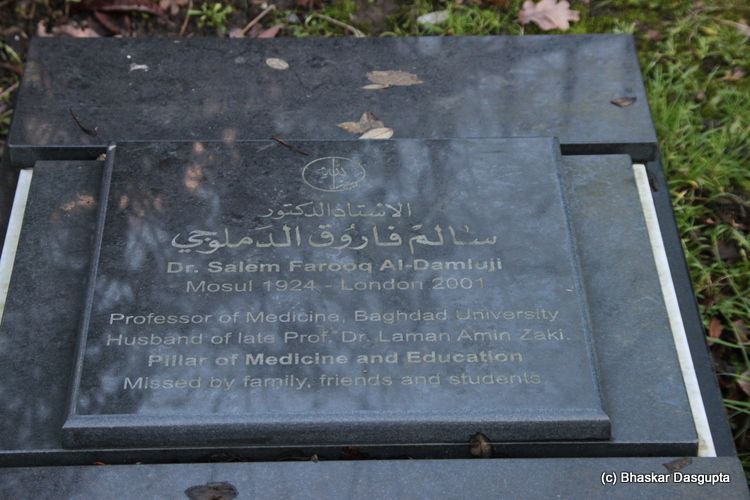 الاستاذ الدكتور
سالم فاروق الدملوجي
Dr. Salem Farooq Al-Damluji
Mosul 1924 - London 2001
Professor of Medicine, Baghdad University
Husband of late Prof. Dr. Laman Amin Zaki.
Pillar of Medicine and Education
Missed by family, friends and students.
(c) Bhaskar Dasgupta